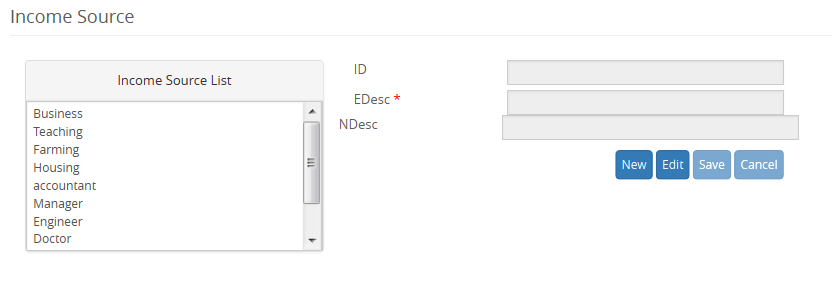 Income Source
Income Source List
Business
Teaching
Farming
Housing
accountant
Manager
Engineer
Doctor
ID
EDesc *
NDesc
New Edit Save Cancel